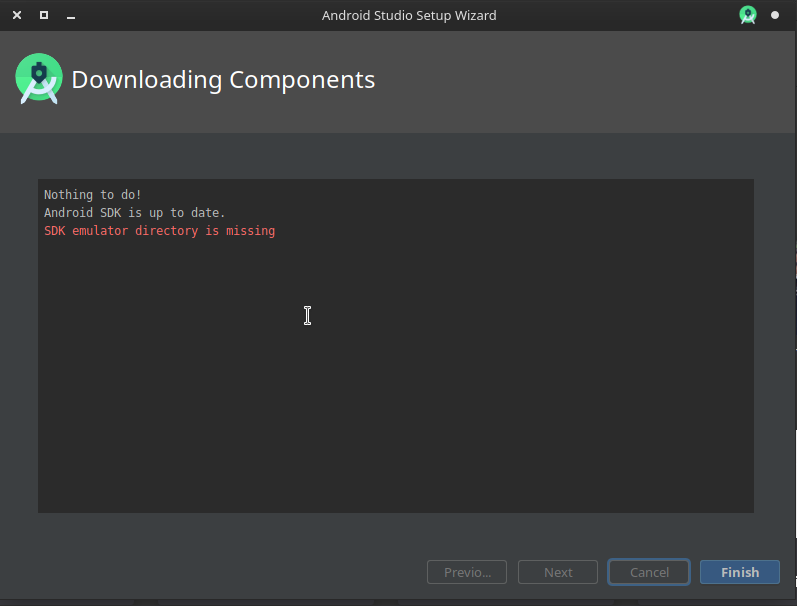 Android Studio Setup Wizard
Downloading Components
Nothing to do!
Android SDK is up to date.
SDK emulator directory is missing
Previo...
Next
Cancel
Finish